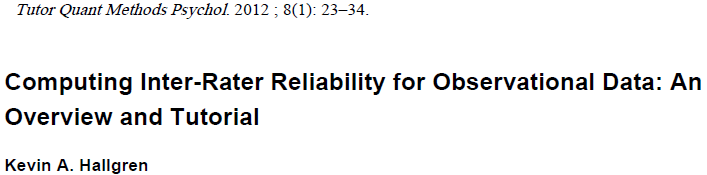 Tutor Quant Methods Psychol. 2012 ; 8(1): 23–34.
Computing Inter-Rater Reliability for Observational Data: An
Overview and Tutorial
Kevin A. Hallgren